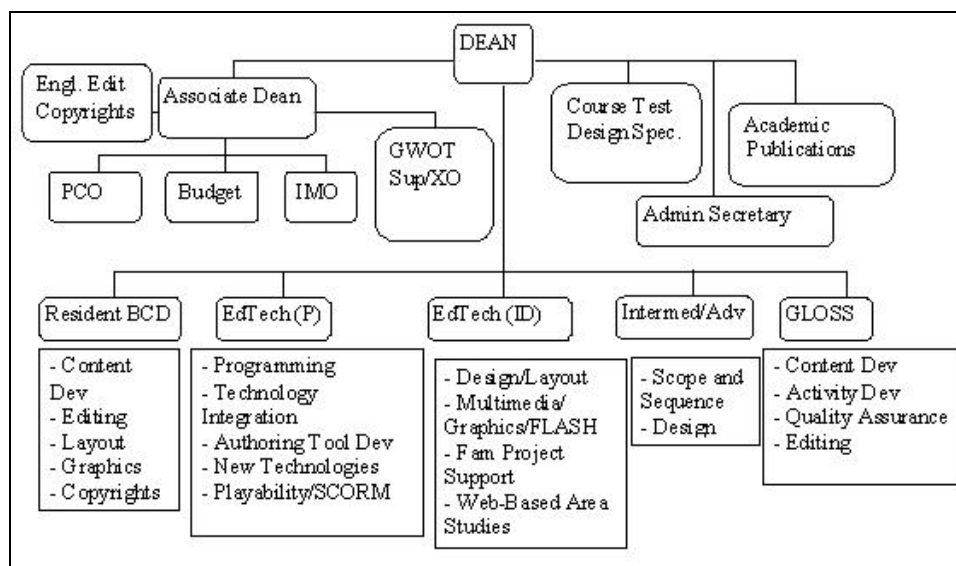 DEAN
Engl. Edit
Copyrights
Associate Dean
Course Test
Design Spec.
Academic
Publications
GWOT
Sup/XO
PCO
Budget
IMO
Admin Secretary
Resident BCD
EdTech (P)
EdTech (ID)
Intermed/Adv
GLOSS
- Content
Dev
- Editing
- Layout
- Graphics
- Copyrights
- Programming
- Technology
Integration
- Authoring Tool Dev
- New Technologies
- Playability/SCORM
- Design/Layout
- Multimedia/
Graphics/FLASH
- Fam Project
Support
- Web-Based Area
Studies
- Scope and
Sequence
- Design
- Content Dev
- Activity Dev
- Quality Assurance
- Editing